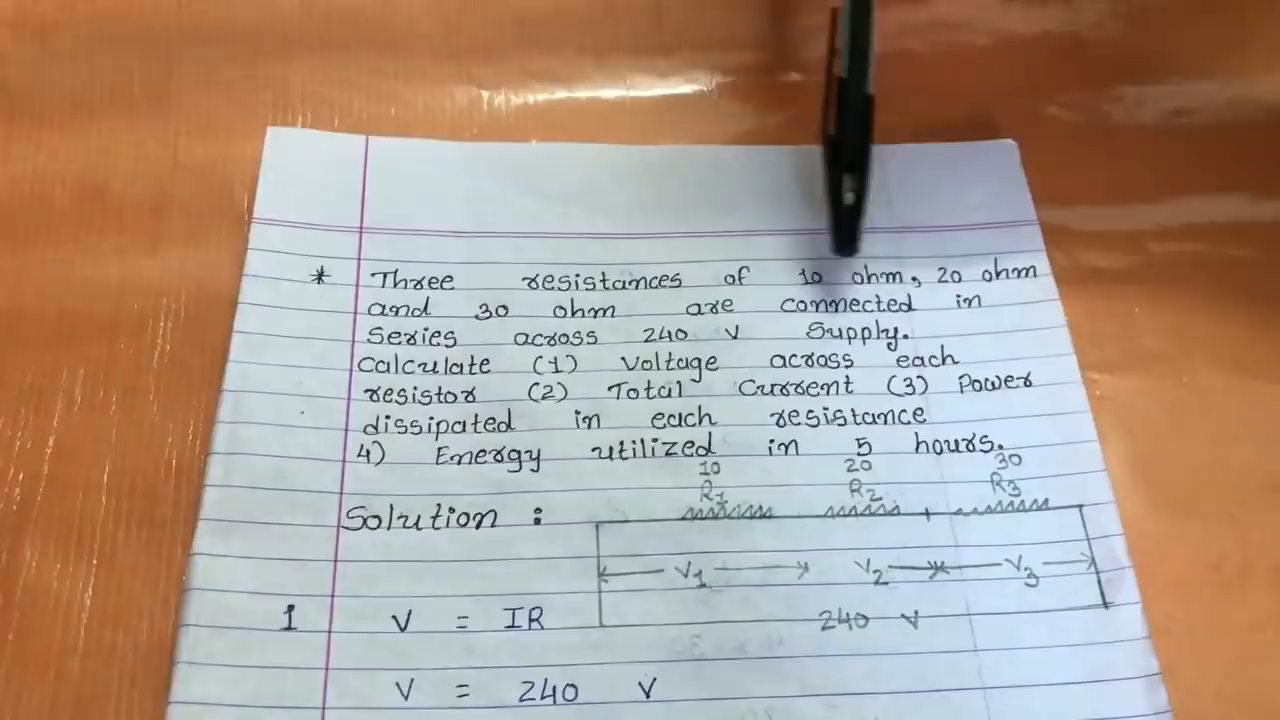 * Three resistances of 10 ohm, 20 ohm
and 30 ohm are connected in
Series across 240 V Supply.
Calculate (1) Voltage across each
resistor (2) Total Current (3) Power
dissipated in each resistance
4) Energy utilized in 5 hours.
10 20 30
R1 R2 R3
Solution :
V1 V2 V3
240 V
1 V = IR
V = 240 V